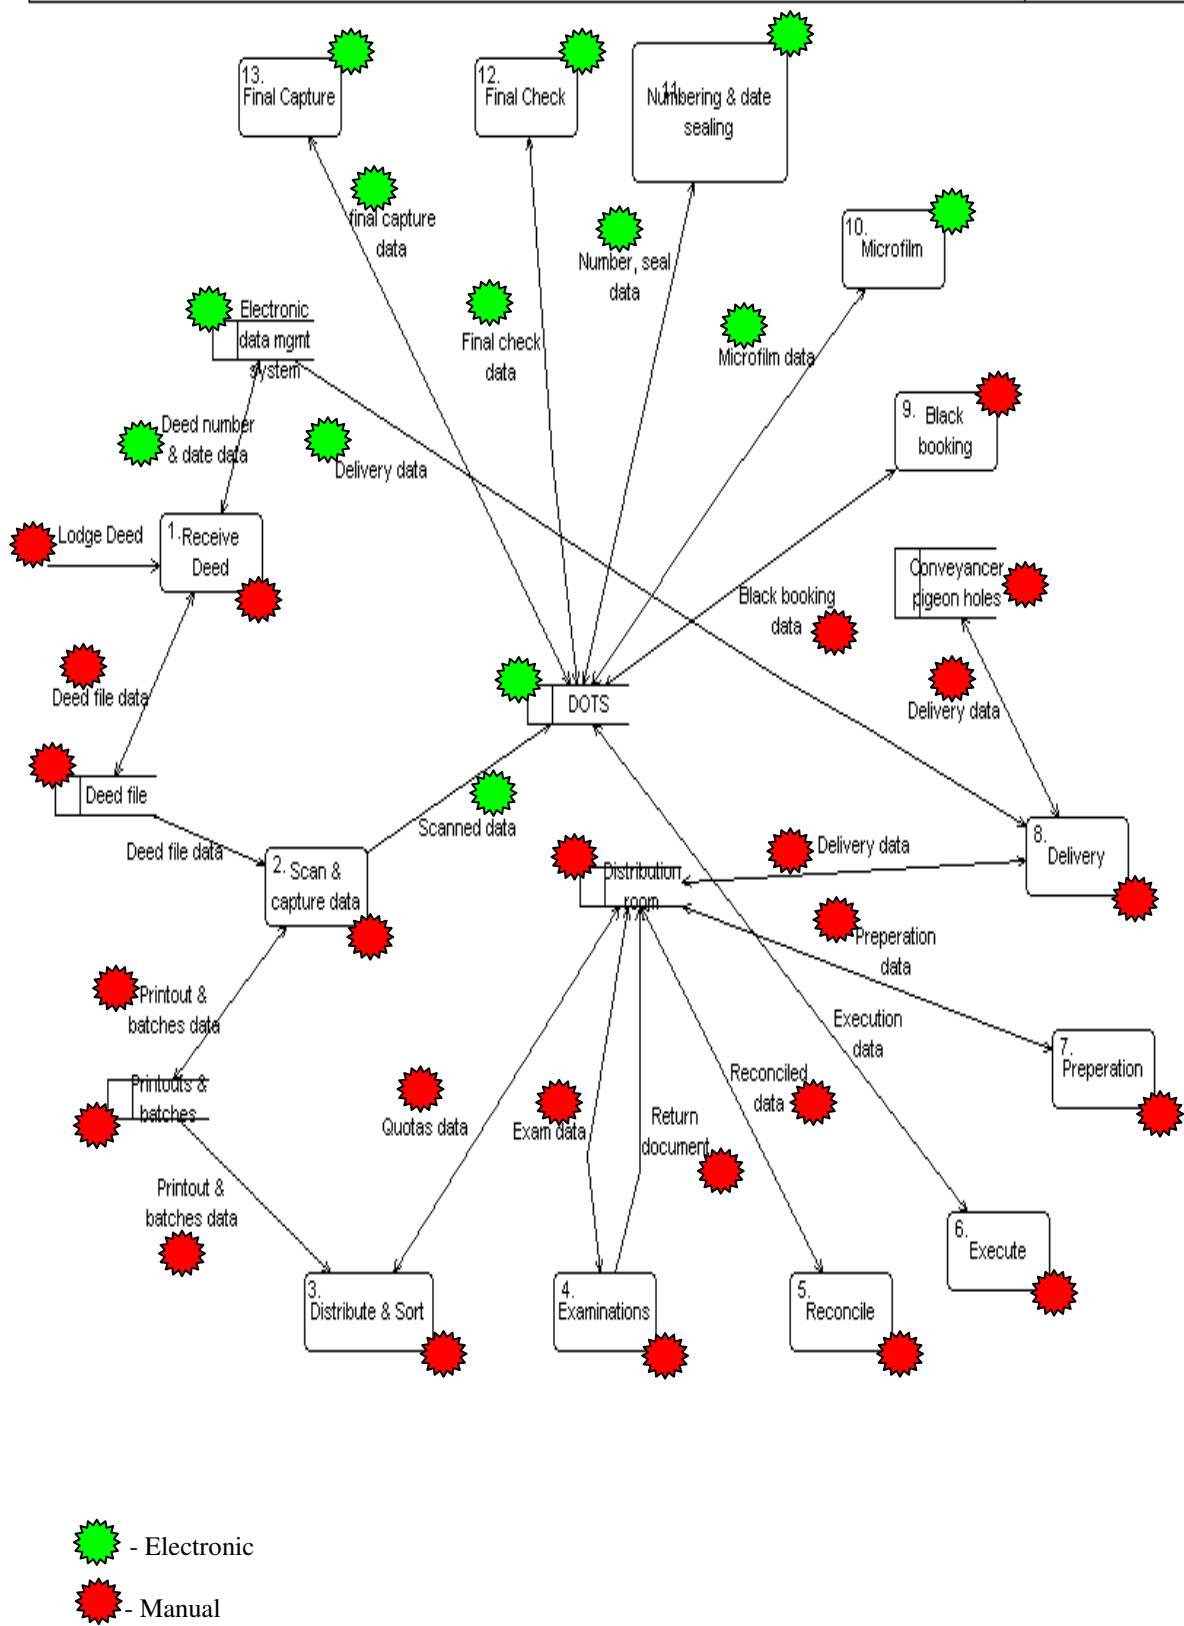 13.
Final Capture
12.
Final Check
11.
Numbering & date
sealing
final capture
data
10.
Microfilm
Number, seal
data
Electronic
data mgmt
system
Final check
data
Microfilm data
9. Black
booking
Deed number
& date data
Delivery data
Lodge Deed
1. Receive
Deed
Conveyancer
pigeon holes
Black booking
data
Deed file data
Delivery data
DOTS
Deed file
Scanned data
Deed file data
2. Scan &
capture data
Distribution
room
Delivery data
8.
Delivery
Preperation
data
Printout &
batches data
Execution
data
7.
Preperation
Printouts &
batches
Quotas data
Exam data
Return
document
Reconciled
data
Printout &
batches data
6.
Execute
3.
Distribute & Sort
4.
Examinations
5.
Reconcile
- Electronic
- Manual